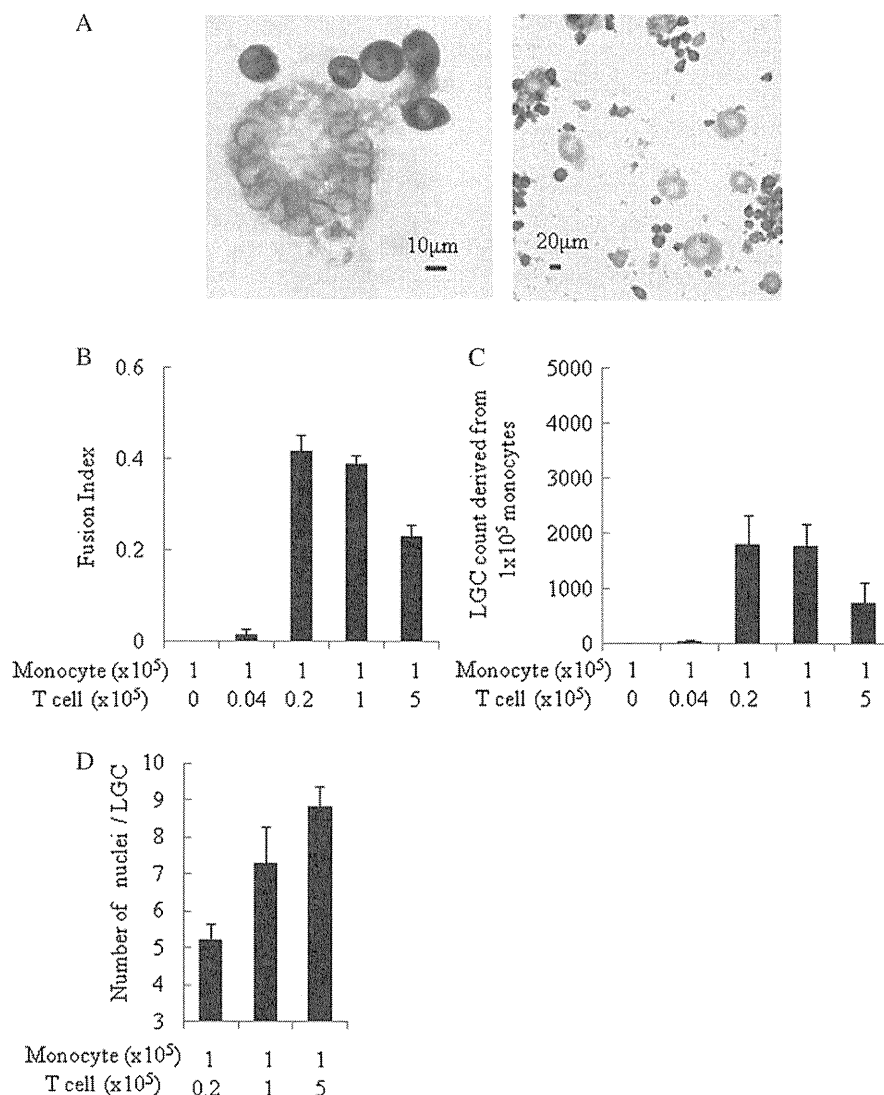 A
10μm
20μm
B
Fusion Index
0.6
0.4
0.2
0
Monocyte (x10⁵) 1 1 1 1 1
T cell (x10⁵) 0 0.04 0.2 1 5
C
LGC count derived from
1x10⁵ monocytes
5000
4000
3000
2000
1000
0
Monocyte (x10⁵) 1 1 1 1 1
T cell (x10⁵) 0 0.04 0.2 1 5
D
Number of nuclei / LGC
10
9
8
7
6
5
4
3
Monocyte (x10⁵) 1 1 1
T cell (x10⁵) 0.2 1 5